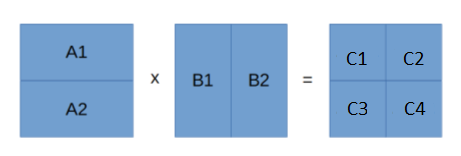 A1
A2
x
B1 B2
=
C1 C2
C3 C4